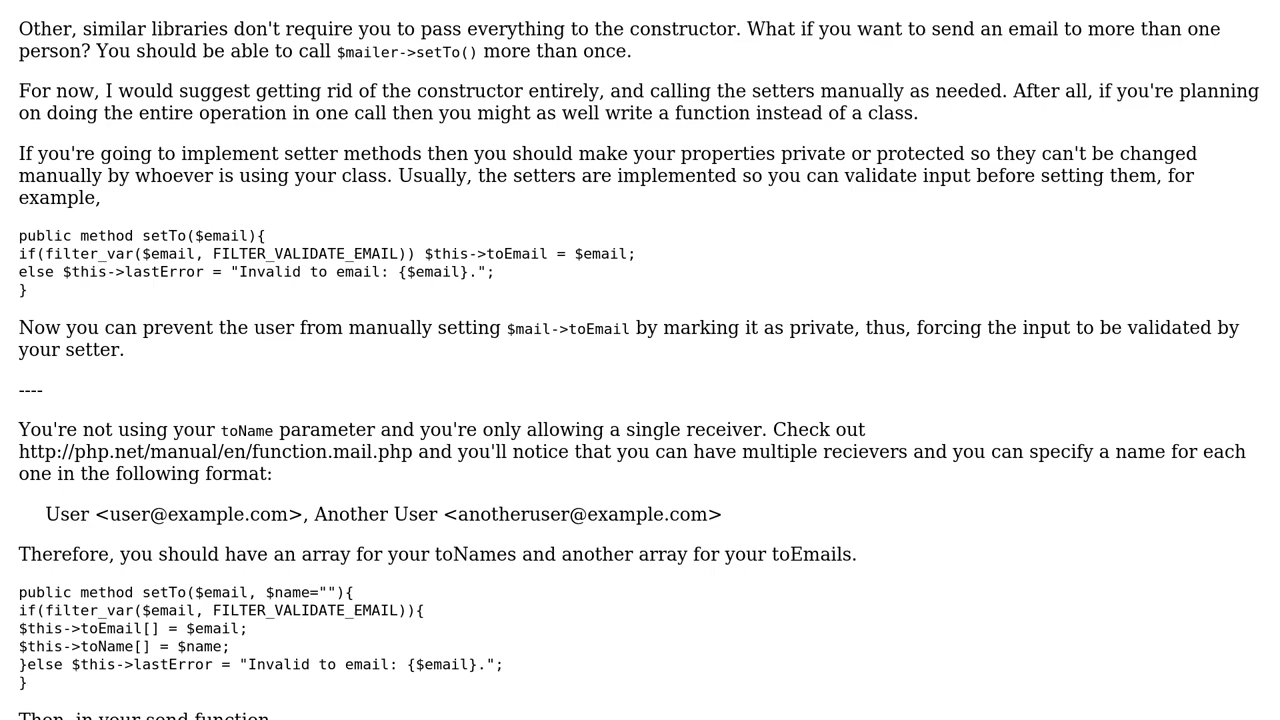 Other, similar libraries don't require you to pass everything to the constructor. What if you want to send an email to more than one
person? You should be able to call $mailer->setTo() more than once.
For now, I would suggest getting rid of the constructor entirely, and calling the setters manually as needed. After all, if you're planning
on doing the entire operation in one call then you might as well write a function instead of a class.
If you're going to implement setter methods then you should make your properties private or protected so they can't be changed
manually by whoever is using your class. Usually, the setters are implemented so you can validate input before setting them, for
example,
public method setTo($email){
if(filter_var($email, FILTER_VALIDATE_EMAIL)) $this->toEmail = $email;
else $this->lastError = "Invalid to email: {$email}.";
}
Now you can prevent the user from manually setting $mail->toEmail by marking it as private, thus, forcing the input to be validated by
your setter.
----
You're not using your toName parameter and you're only allowing a single receiver. Check out
http://php.net/manual/en/function.mail.php and you'll notice that you can have multiple recievers and you can specify a name for each
one in the following format:
User <user@example.com>, Another User <anotheruser@example.com>
Therefore, you should have an array for your toNames and another array for your toEmails.
public method setTo($email, $name=""){
if(filter_var($email, FILTER_VALIDATE_EMAIL)){
$this->toEmail[] = $email;
$this->toName[] = $name;
}else $this->lastError = "Invalid to email: {$email}.";
}
Then, in your send function